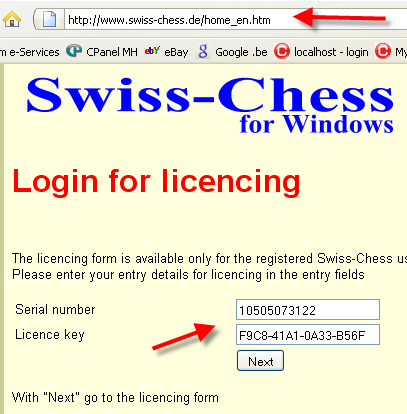 http://www.swiss-chess.de/home_en.htm
e-Services CPanel MH eBay Google .be localhost - login
Swiss-Chess
for Windows
Login for licencing
The licencing form is available only for the registered Swiss-Chess
Please enter your entry details for licencing in the entry fields
Serial number 10505073122
Licence key F9C8-41A1-0A33-B56F
Next
With "Next" go to the licencing form